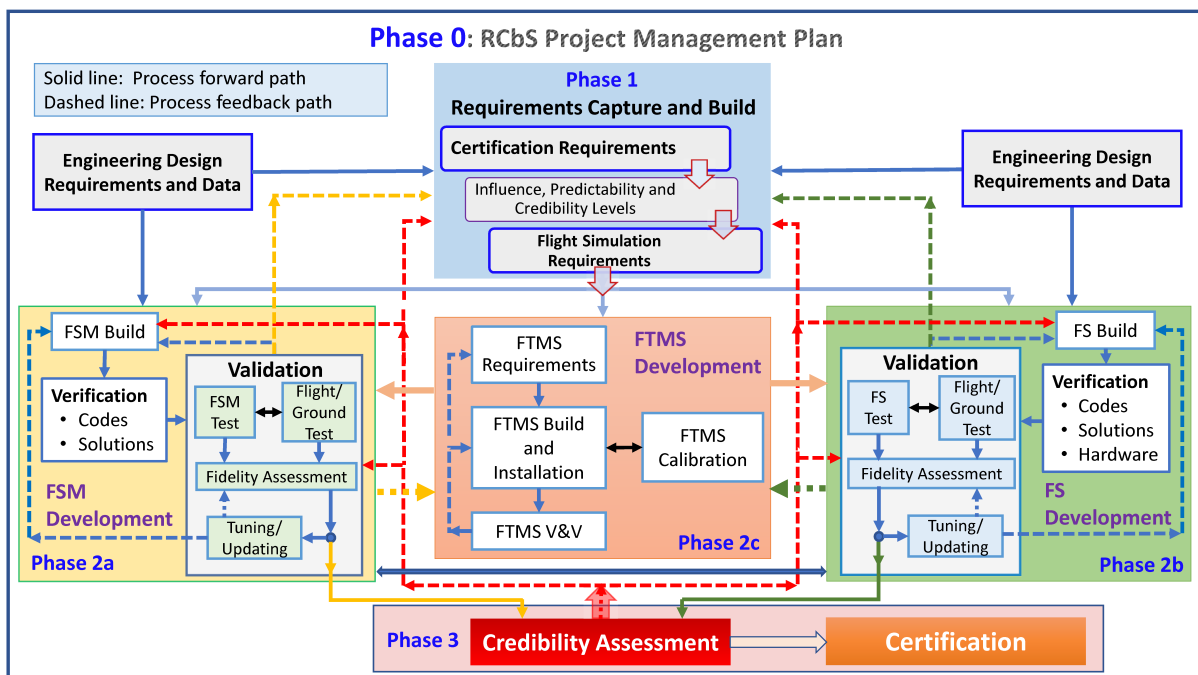 Phase 0: RCbS Project Management Plan
Solid line: Process forward path
Dashed line: Process feedback path
Phase 1
Requirements Capture and Build
Certification Requirements
Influence, Predictability and
Credibility Levels
Flight Simulation
Requirements
Engineering Design
Requirements and Data
Engineering Design
Requirements and Data
FSM Build
Verification
• Codes
• Solutions
Validation
FSM
Test
Flight/
Ground
Test
Fidelity Assessment
Tuning/
Updating
FSM
Development
Phase 2a
FTMS
Requirements
FTMS
Development
FTMS Build
and
Installation
FTMS
Calibration
FTMS V&V
Phase 2c
FS Build
Validation
FS
Test
Flight/
Ground
Test
Fidelity Assessment
Tuning/
Updating
Verification
• Codes
• Solutions
• Hardware
FS
Development
Phase 2b
Phase 3
Credibility Assessment
Certification